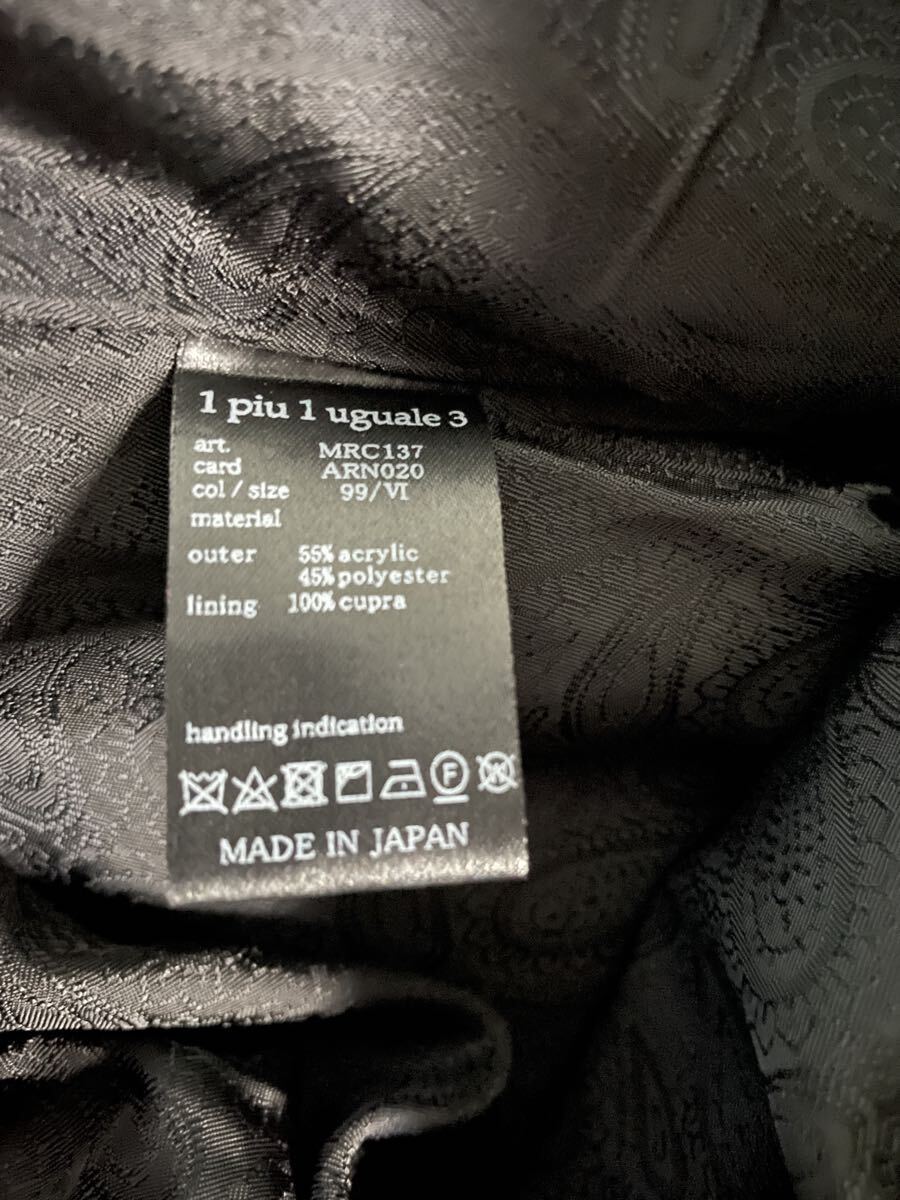 1 piu 1 uguale 3
art. MRC137
card ARN020
col / size 99/VI
material
outer 55% acrylic
45% polyester
lining 100% cupra
handling indication
F W
MADE IN JAPAN